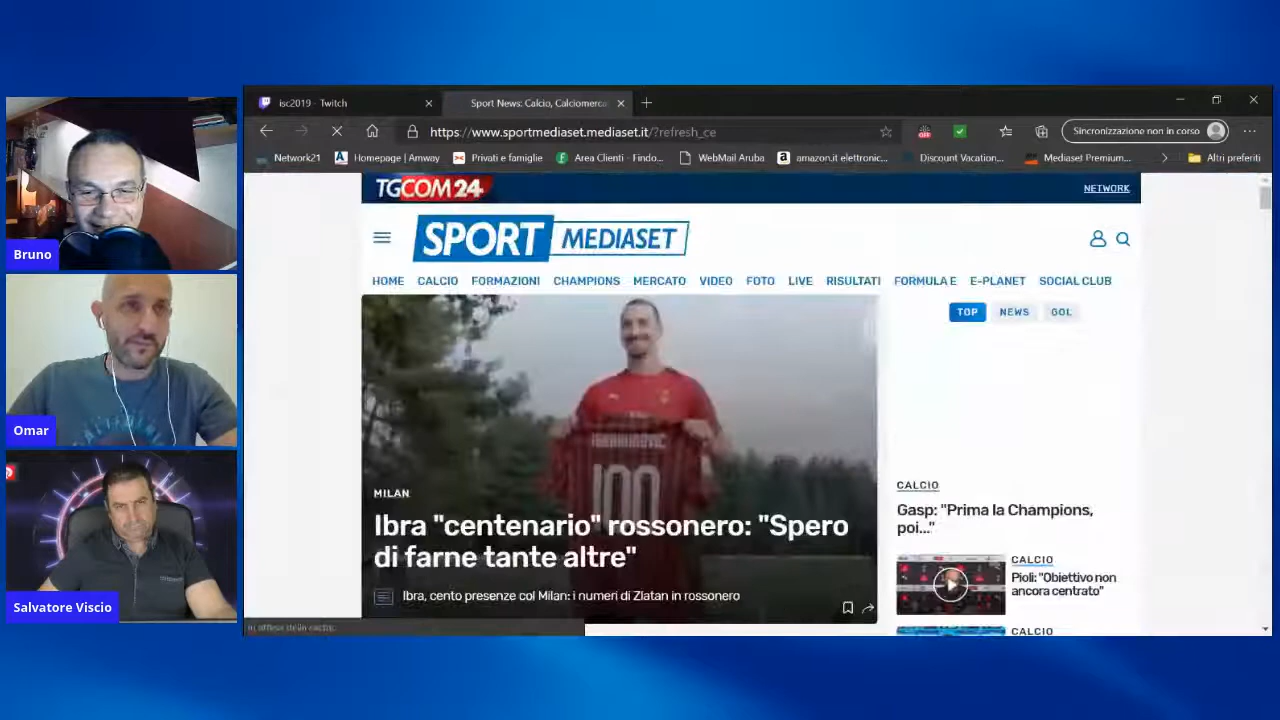 Bruno
Omar
Salvatore Viscio
isc2019 - Twitch
Sport News: Calcio, Calciomerca
https://www.sportmediaset.mediaset.it/?refresh_ce
Sincronizzazione non in corso
Network21
Homepage | Amway
Privati e famiglie
Area Clienti - Findo...
WebMail Aruba
amazon.it elettronic...
Discount Vacation...
Mediaset Premium...
Altri preferiti
TGCOM24
NETWORK
SPORT MEDIASET
HOME CALCIO FORMAZIONI CHAMPIONS MERCATO VIDEO FOTO LIVE RISULTATI FORMULA E E-PLANET SOCIAL CLUB
TOP NEWS GOL
IBRAHIMOVIC
100
MILAN
Ibra "centenario" rossonero: "Spero
di farne tante altre"
Ibra, cento presenze col Milan: i numeri di Zlatan in rossonero
CALCIO
Gasp: "Prima la Champions,
poi..."
CALCIO
Pioli: "Obiettivo non
ancora centrato"
CALCIO